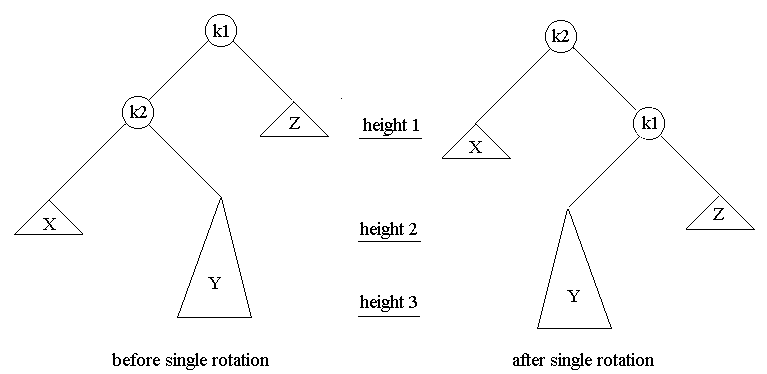 k1
k2
Z
X
Y
before single rotation
height 1
height 2
height 3
k2
X
k1
Z
Y
after single rotation